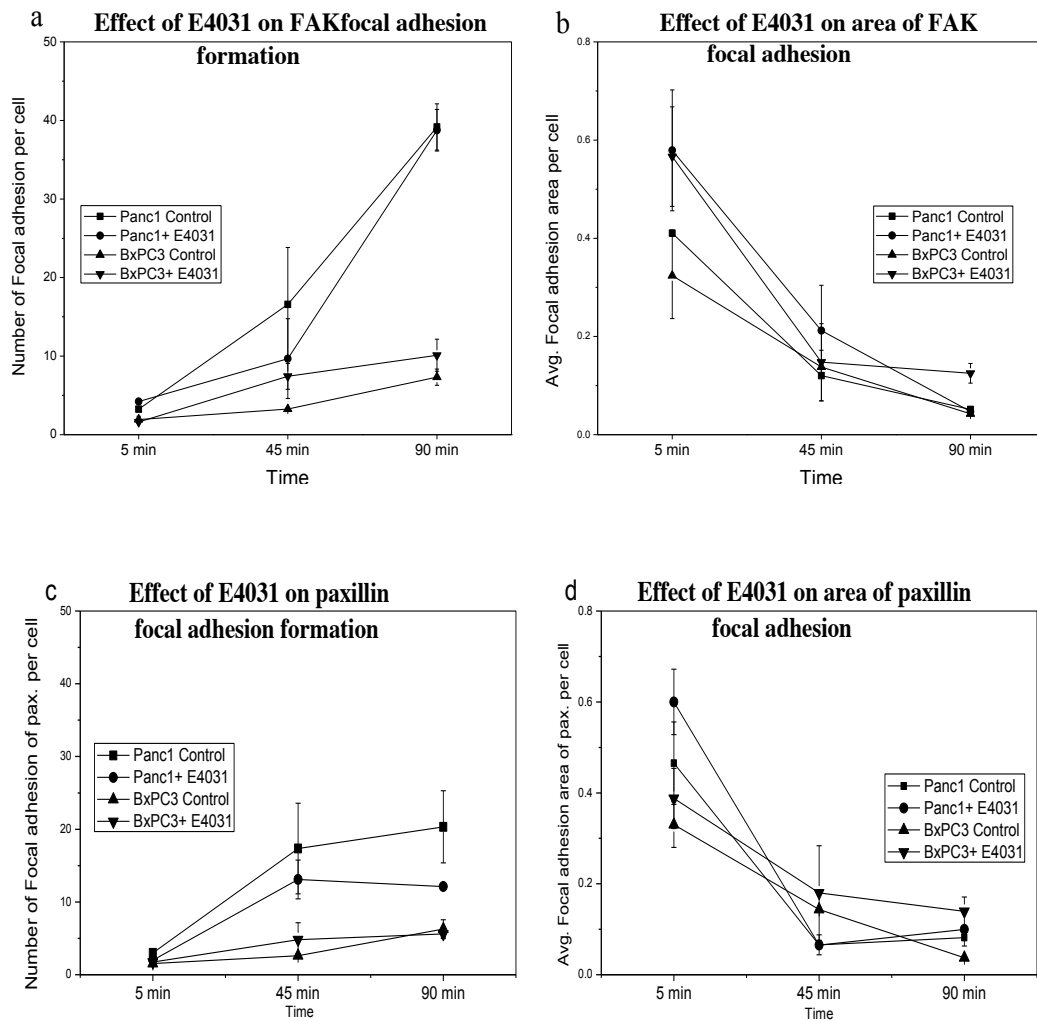 a
Effect of E4031 on FAKfocal adhesion
formation
50
40
30
20
10
0
Number of Focal adhesion per cell
Panc1 Control
Panc1+ E4031
BxPC3 Control
BxPC3+ E4031
5 min 45 min 90 min
Time
b
Effect of E4031 on area of FAK
focal adhesion
0.8
0.6
0.4
0.2
0.0
Avg. Focal adhesion area per cell
Panc1 Control
Panc1+ E4031
BxPC3 Control
BxPC3+ E4031
5 min 45 min 90 min
Time
c
Effect of E4031 on paxillin
focal adhesion formation
50
40
30
20
10
0
Number of Focal adhesion of pax. per cell
Panc1 Control
Panc1+ E4031
BxPC3 Control
BxPC3+ E4031
5 min 45 min 90 min
Time
d
Effect of E4031 on area of paxillin
focal adhesion
0.8
0.6
0.4
0.2
0.0
Avg. Focal adhesion area of pax. per cell
Panc1 Control
Panc1+ E4031
BxPC3 Control
BxPC3+ E4031
5 min 45 min 90 min
Time